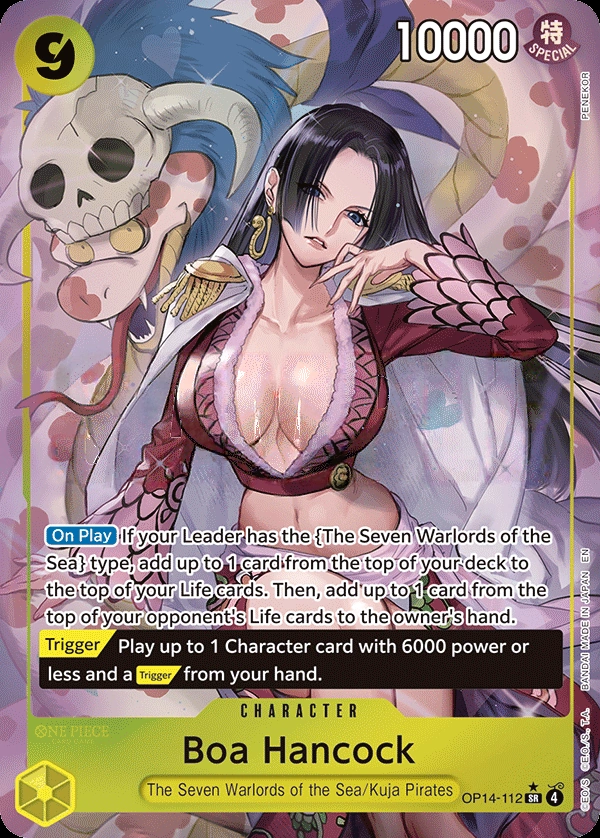 9
10000
特
SPECIAL
PENEKOR
On Play If your Leader has the {The Seven Warlords of the
Sea} type, add up to 1 card from the top of your deck to
the top of your Life cards. Then, add up to 1 card from the
top of your opponent's Life cards to the owner's hand.
Trigger Play up to 1 Character card with 6000 power or
less and a Trigger from your hand.
©E.O/S ©E.O./S., T.A. BANDAI MADE IN JAPAN EN
CHARACTER
ONE PIECE
CARD GAME
Boa Hancock
The Seven Warlords of the Sea/Kuja Pirates
OP14-112 SR 4